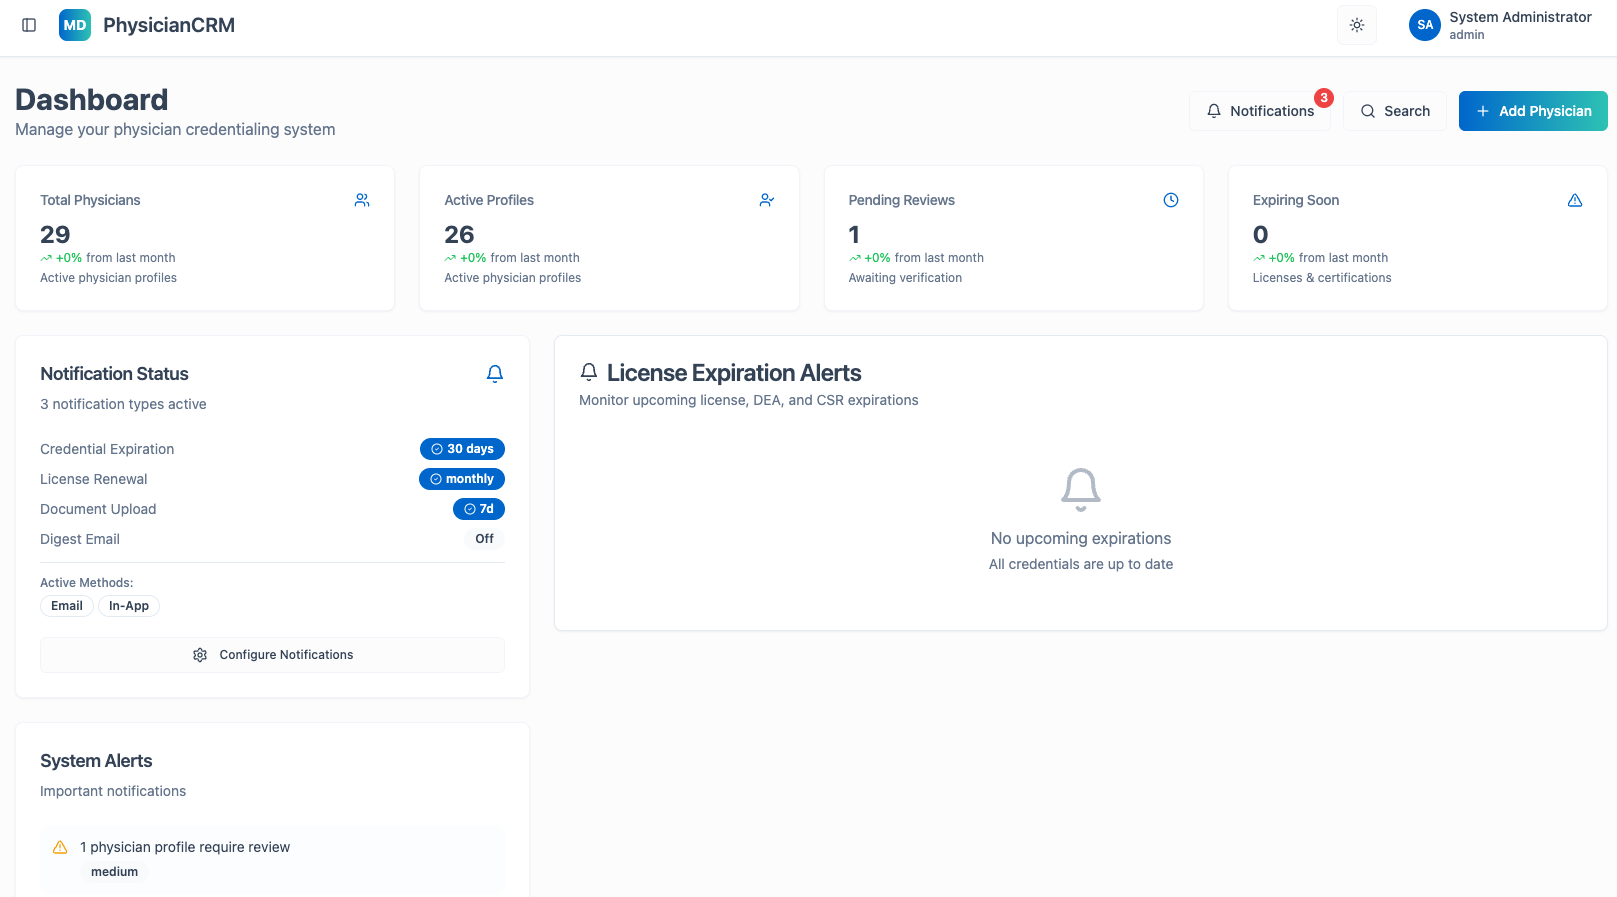 MD PhysicianCRM
SA System Administrator
admin
Dashboard
Manage your physician credentialing system
Notifications 3
Search
Add Physician
Total Physicians
29
+0% from last month
Active physician profiles
Active Profiles
26
+0% from last month
Active physician profiles
Pending Reviews
1
+0% from last month
Awaiting verification
Expiring Soon
0
+0% from last month
Licenses & certifications
Notification Status
3 notification types active
Credential Expiration 30 days
License Renewal monthly
Document Upload 7d
Digest Email Off
Active Methods:
Email In-App
Configure Notifications
License Expiration Alerts
Monitor upcoming license, DEA, and CSR expirations
No upcoming expirations
All credentials are up to date
System Alerts
Important notifications
1 physician profile require review
medium